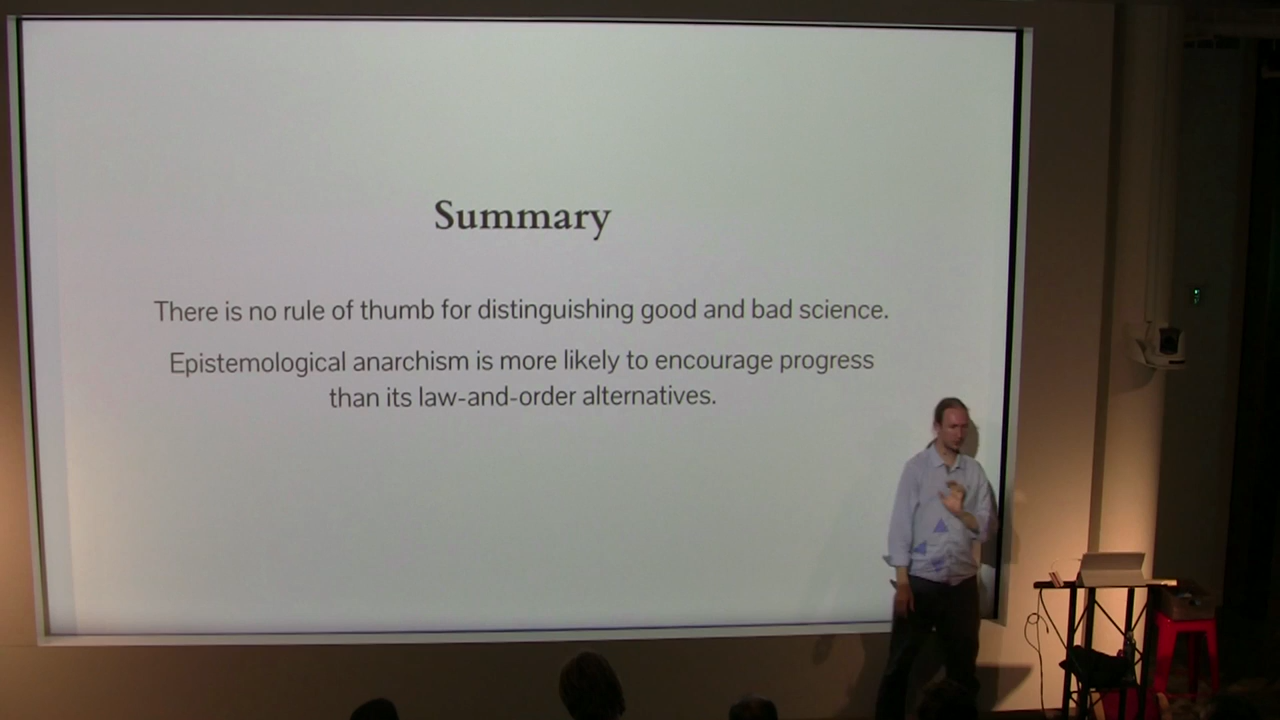 Summary
There is no rule of thumb for distinguishing good and bad science.
Epistemological anarchism is more likely to encourage progress
than its law-and-order alternatives.